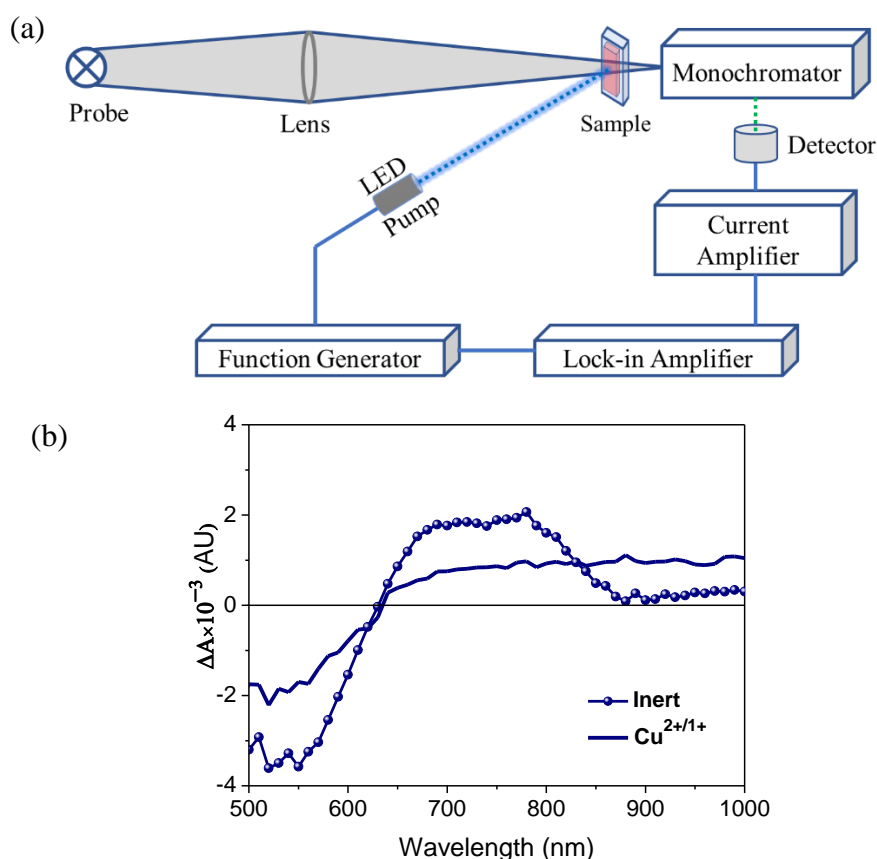 (a)
Probe
Lens
Sample
Monochromator
Detector
LED
Pump
Current
Amplifier
Function Generator
Lock-in Amplifier
(b)
4
2
0
-2
-4
ΔA×10⁻³ (AU)
Inert
Cu²⁺/¹⁺
500
600
700
800
900
1000
Wavelength (nm)